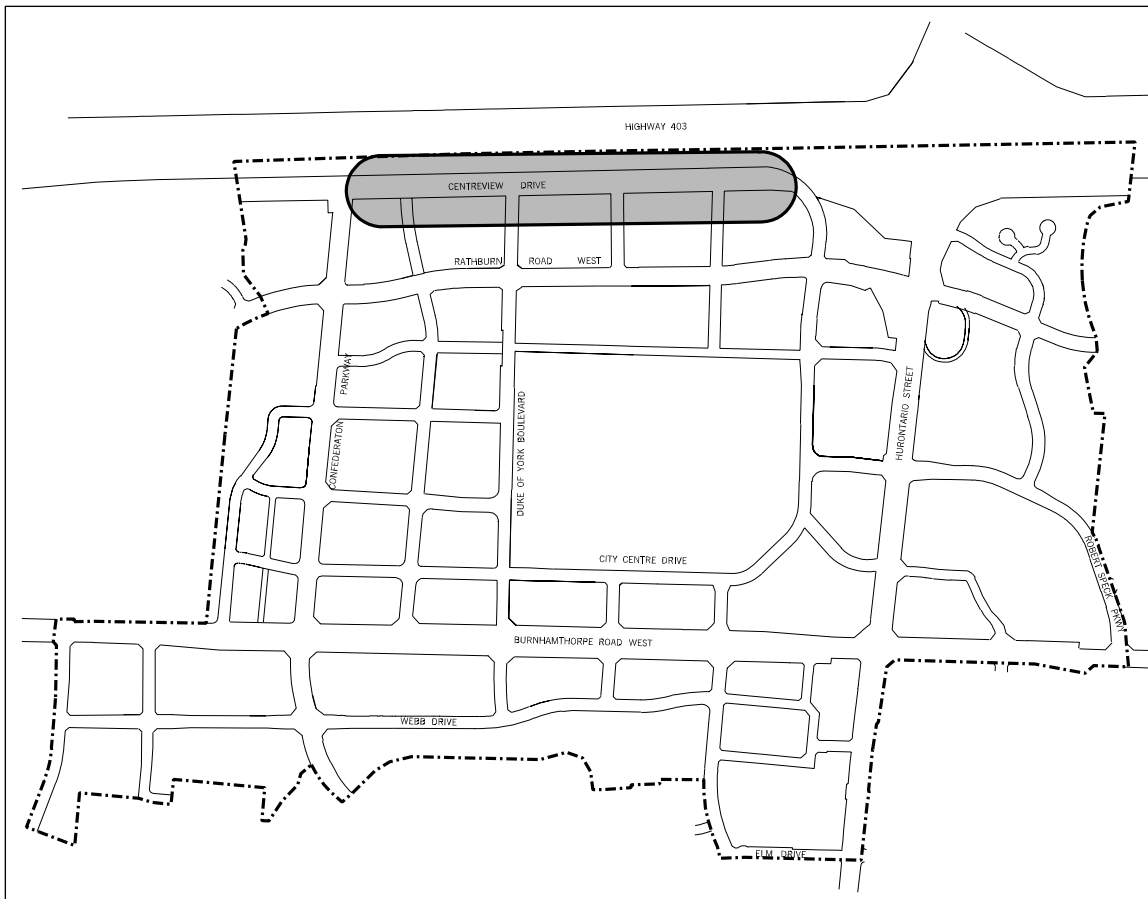 HIGHWAY 403
CENTREVIEW DRIVE
RATHBURN ROAD WEST
PARKWAY
CONFEDERATON
DUKE OF YORK BOULEVARD
HURONTARIO STREET
CITY CENTRE DRIVE
ROBERT SPECK PKWY
BURNHAMTHORPE ROAD WEST
WEBB DRIVE
ELM DRIVE